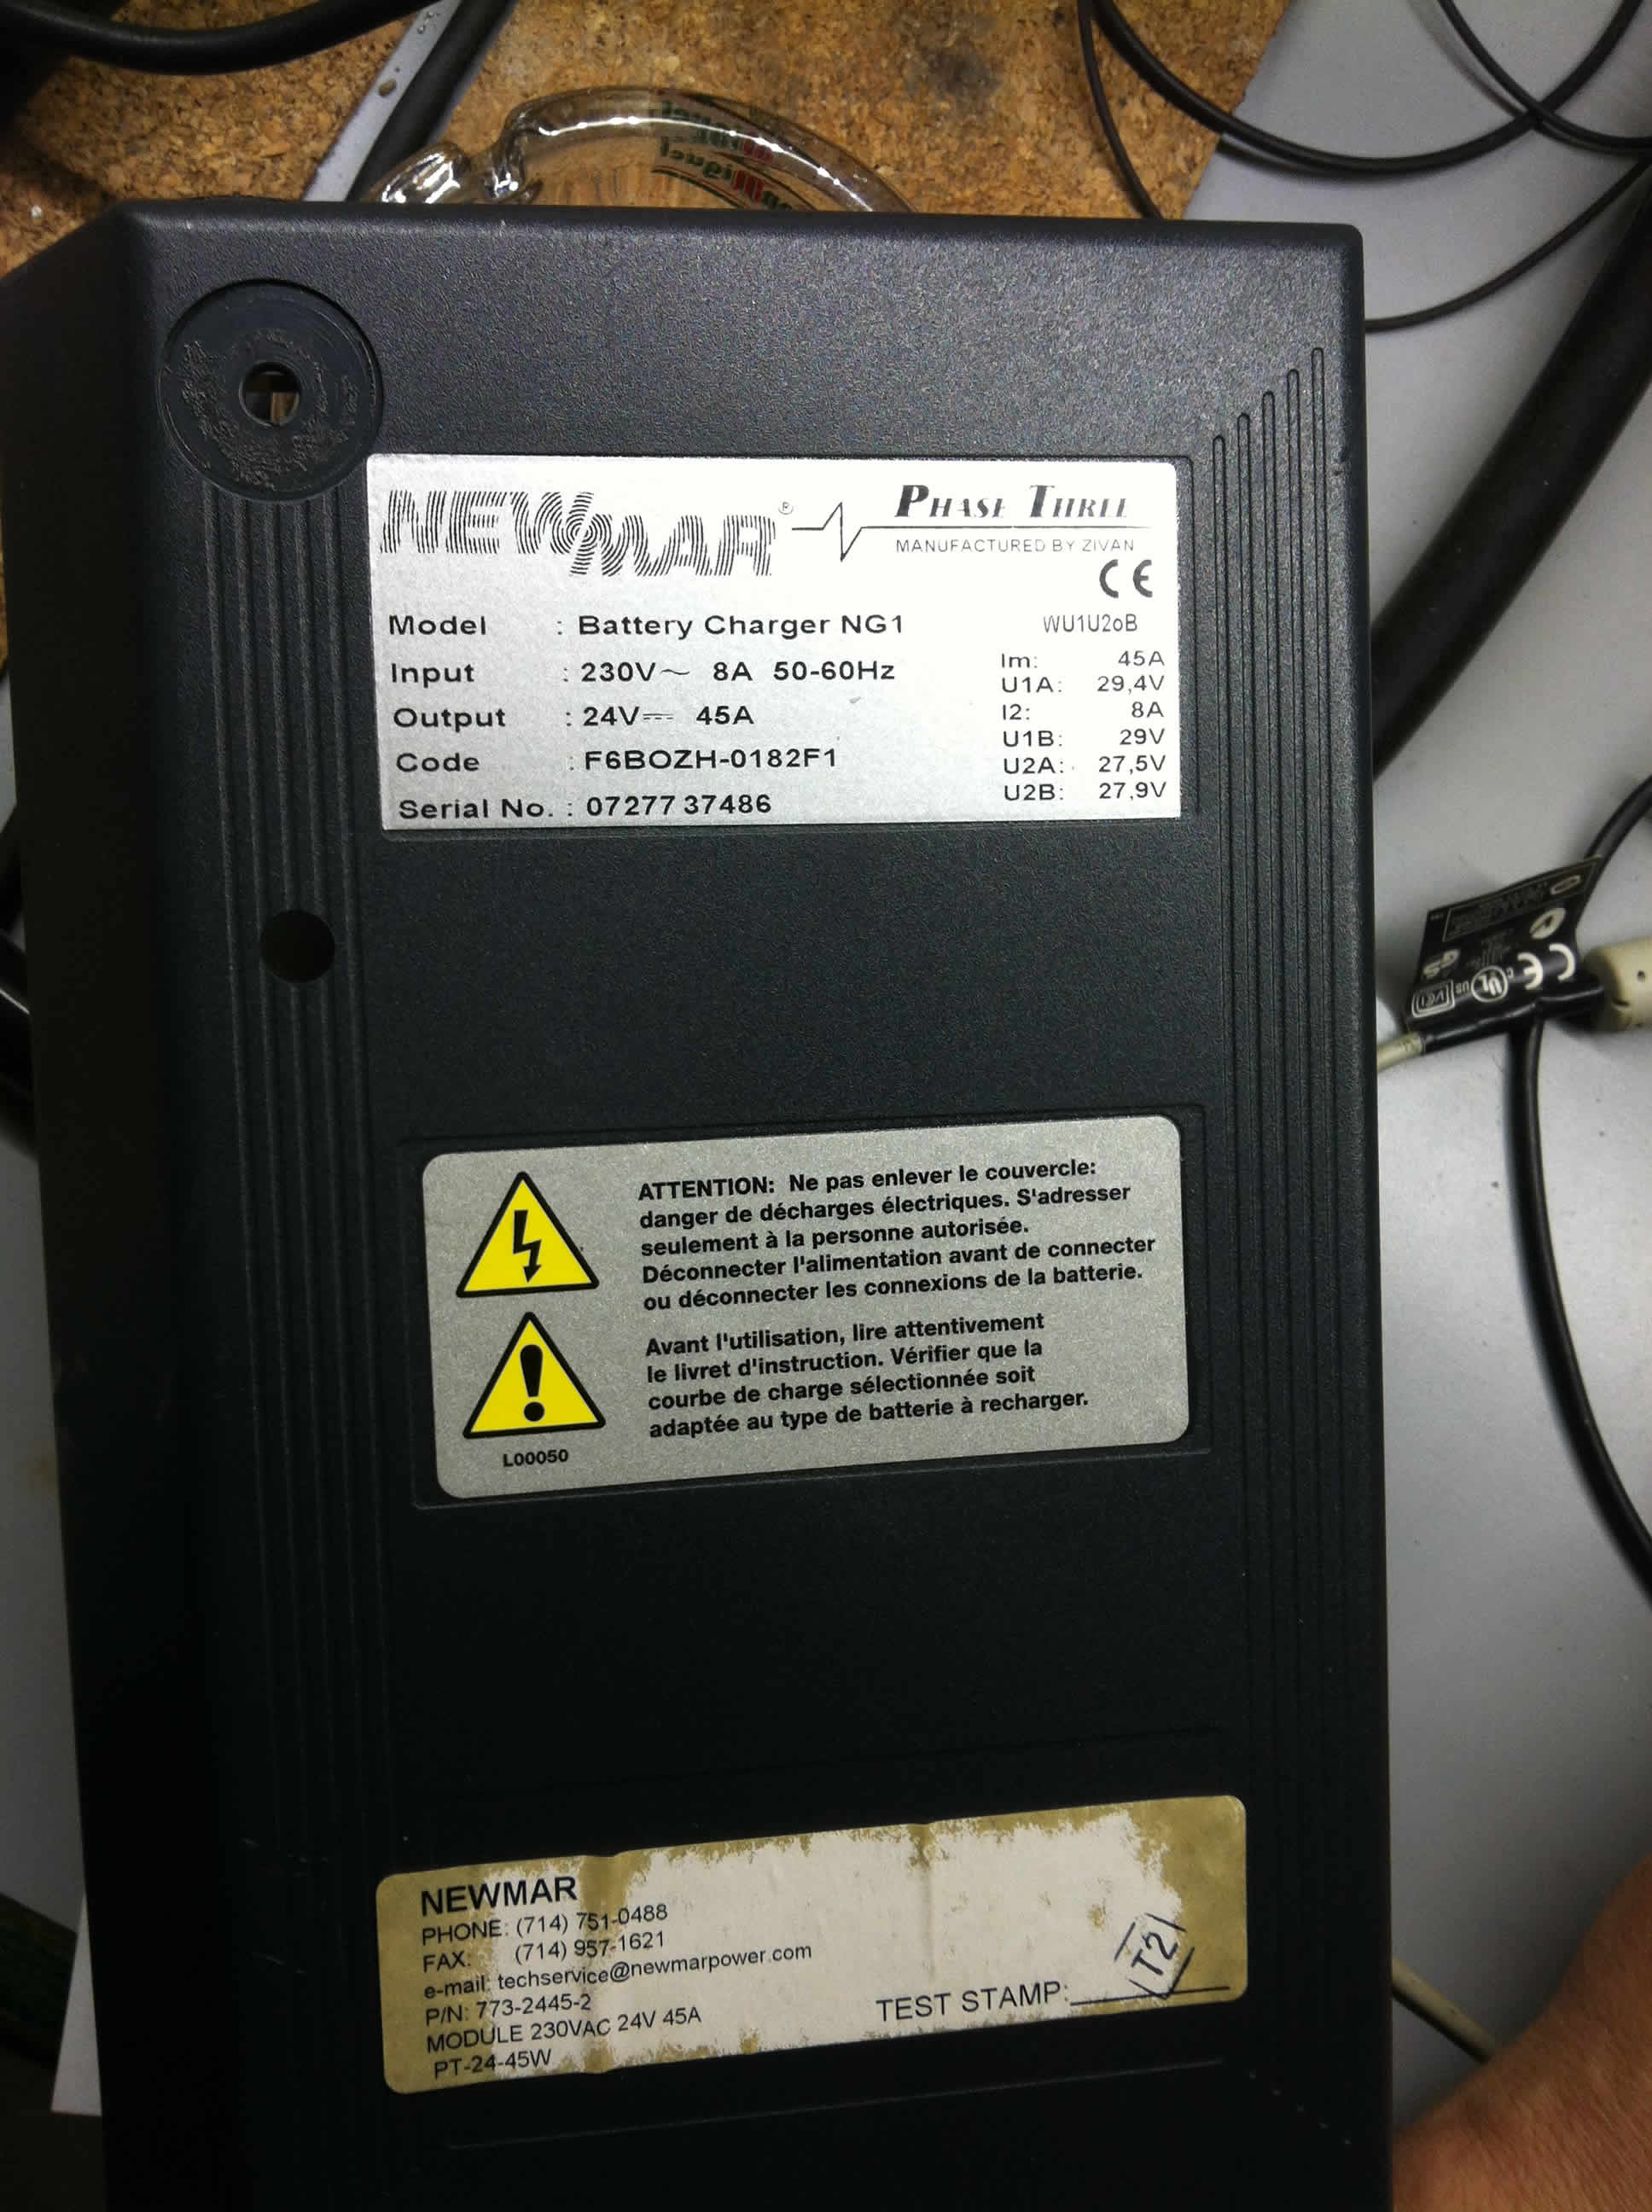 NEWMAR®
PHASE THREE
MANUFACTURED BY ZIVAN
CE
Model : Battery Charger NG1
Input : 230V~ 8A 50-60Hz
Output : 24V⎓ 45A
Code : F6BOZH-0182F1
Serial No. : 07277 37486
WU1U2oB
Im: 45A
U1A: 29,4V
I2: 8A
U1B: 29V
U2A: 27,5V
U2B: 27,9V
ATTENTION: Ne pas enlever le couvercle:
danger de décharges électriques. S'adresser
seulement à la personne autorisée.
Déconnecter l'alimentation avant de connecter
ou déconnecter les connexions de la batterie.
Avant l'utilisation, lire attentivement
le livret d'instruction. Vérifier que la
courbe de charge sélectionnée soit
adaptée au type de batterie à recharger.
L00050
NEWMAR
PHONE: (714) 751-0488
FAX: (714) 957-1621
e-mail: techservice@newmarpower.com
P/N: 773-2445-2
MODULE 230VAC 24V 45A
PT-24-45W
TEST STAMP: T2
CE
UL
US
GS